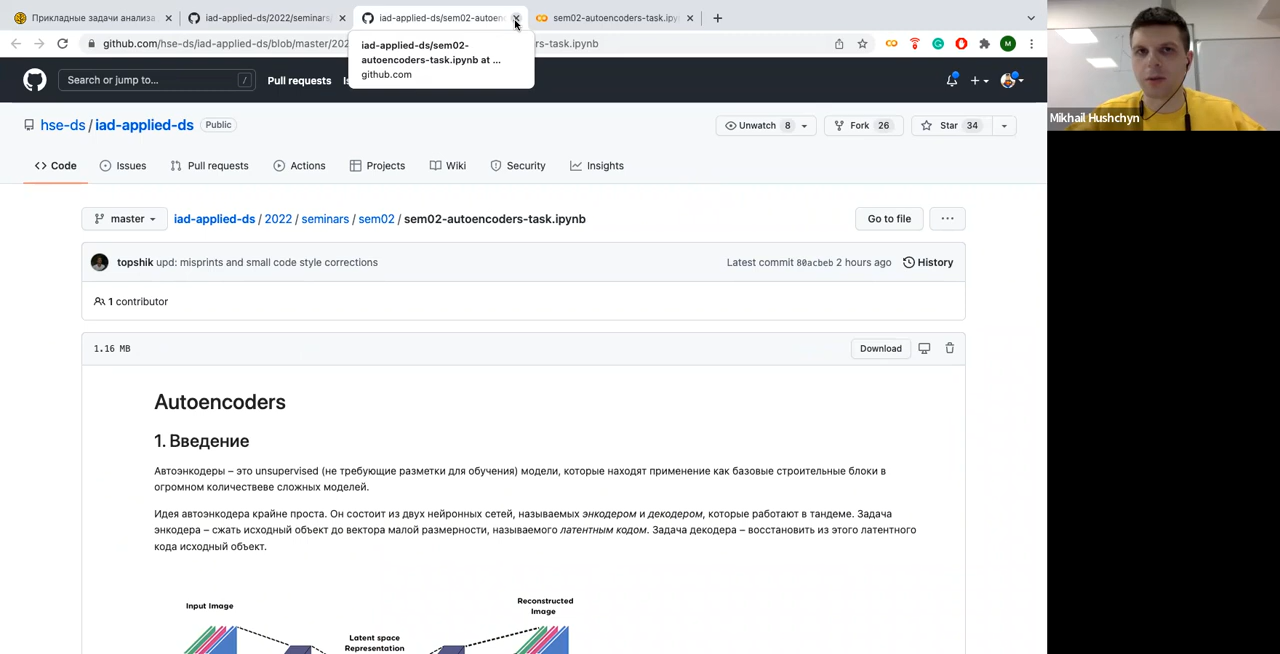 Прикладные задачи анализа
iad-applied-ds/2022/seminars
iad-applied-ds/sem02-autoen
sem02-autoencoders-task.ipy
github.com/hse-ds/iad-applied-ds/blob/master/202
rs-task.ipynb
M
iad-applied-ds/sem02-
autoencoders-task.ipynb at ...
github.com
Search or jump to...
/
Pull requests
hse-ds / iad-applied-ds
Public
Unwatch 8
Fork 26
Star 34
Code
Issues
Pull requests
Actions
Projects
Wiki
Security
Insights
master
iad-applied-ds / 2022 / seminars / sem02 / sem02-autoencoders-task.ipynb
Go to file
...
topshik upd: misprints and small code style corrections
Latest commit 80acbeb 2 hours ago
History
1 contributor
1.16 MB
Download
Autoencoders
1. Введение
Автоэнкодеры – это unsupervised (не требующие разметки для обучения) модели, которые находят применение как базовые строительные блоки в
огромном количествеве сложных моделей.
Идея автоэнкодера крайне проста. Он состоит из двух нейронных сетей, называемых энкодером и декодером, которые работают в тандеме. Задача
энкодера – сжать исходный объект до вектора малой размерности, называемого латентным кодом. Задача декодера – восстановить из этого латентного
кода исходный объект.
Input Image
Reconstructed
Image
Latent space
Representation
Mikhail Hushchyn